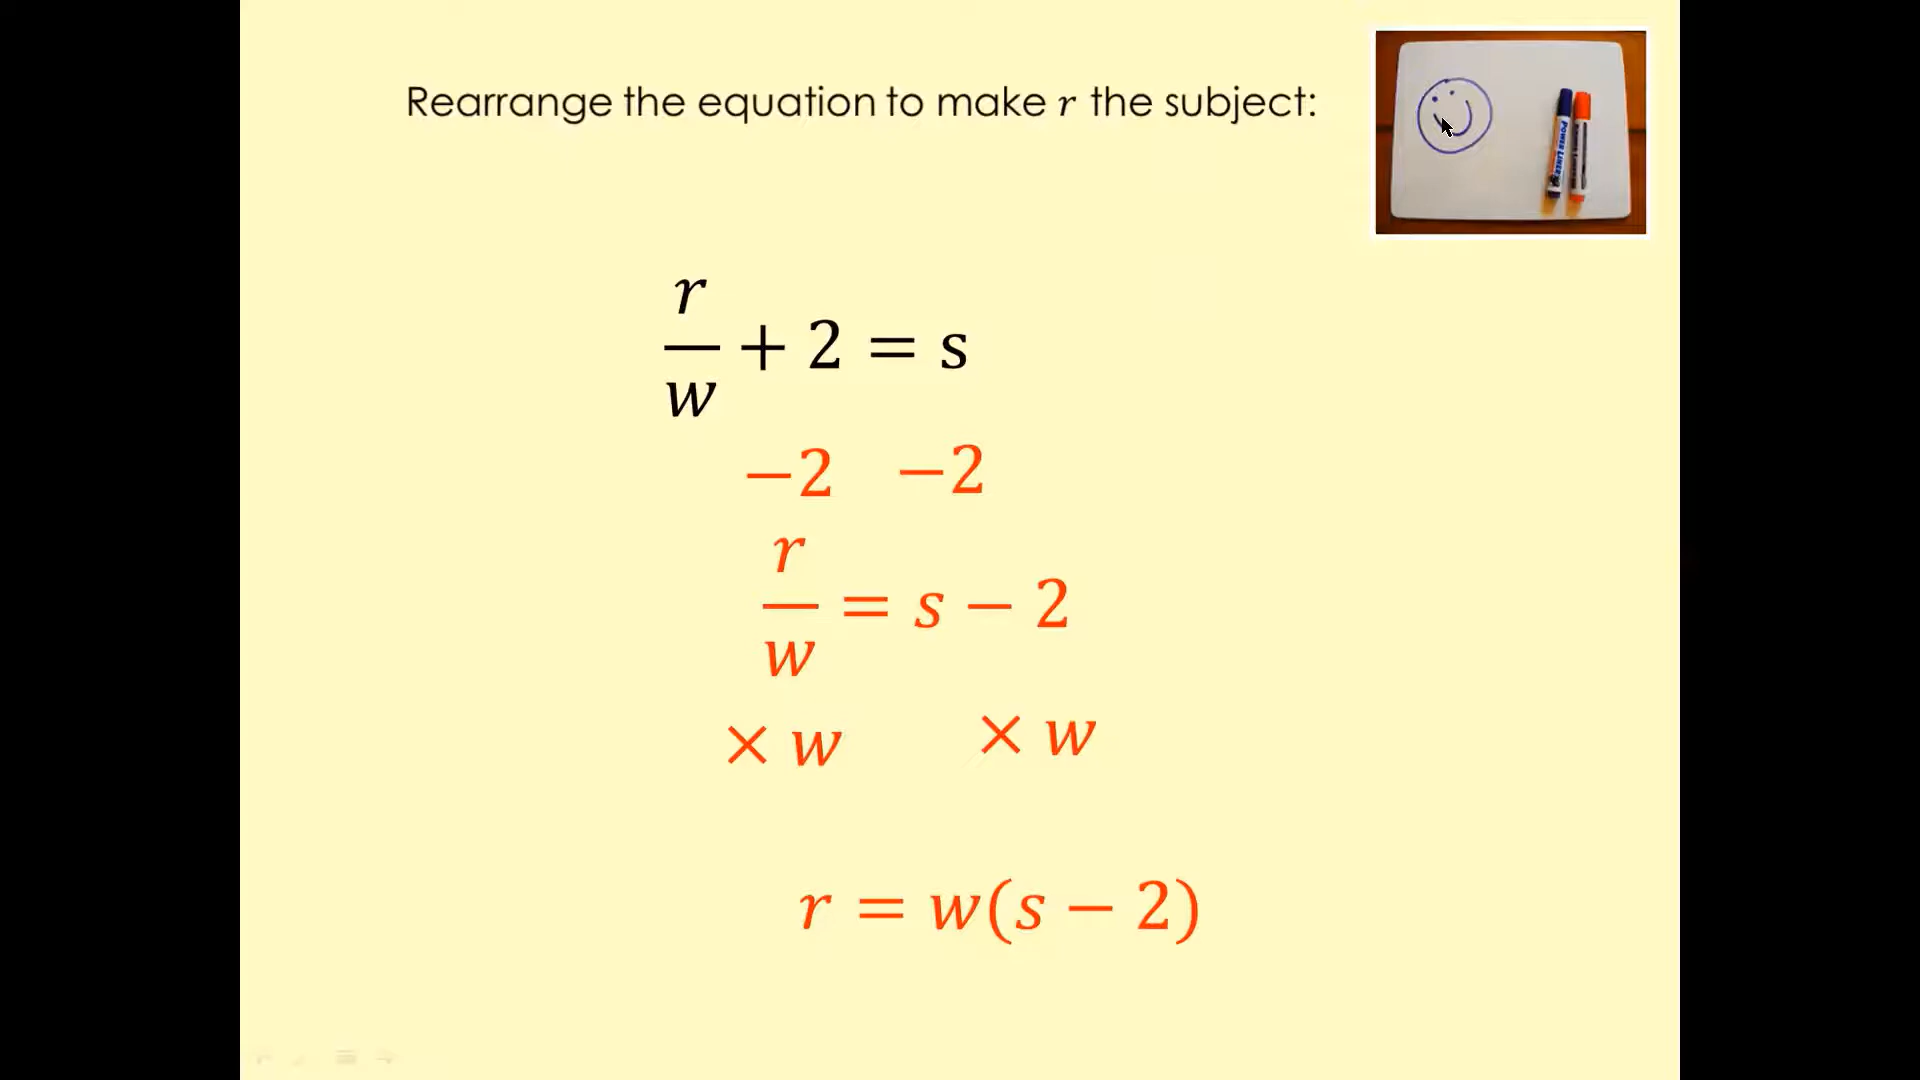 Rearrange the equation to make r the subject:
r/w + 2 = s
−2 −2
r/w = s − 2
× w × w
r = w(s − 2)